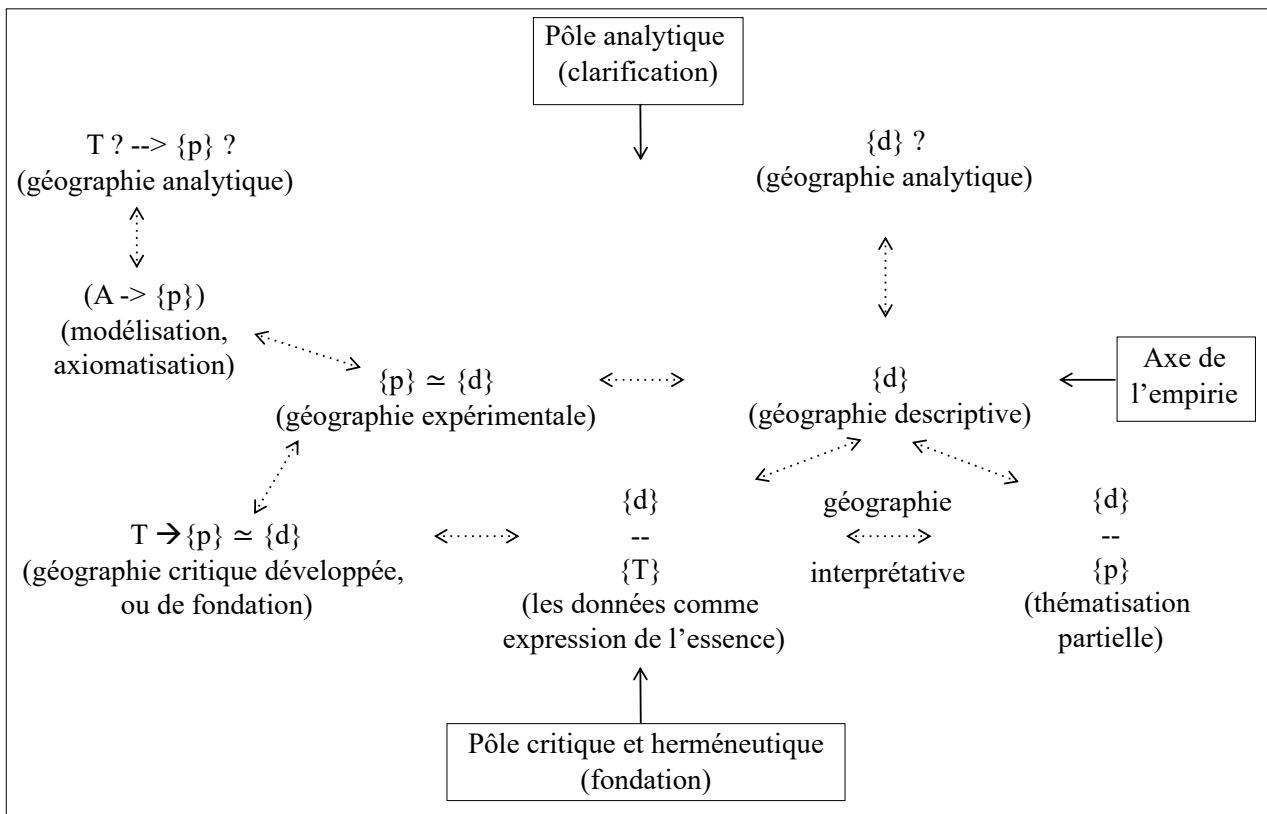 Pôle analytique
(clarification)
T ? --> {p} ?
(géographie analytique)
{d} ?
(géographie analytique)
(A -> {p})
(modélisation,
axiomatisation)
{p} ≃ {d}
(géographie expérimentale)
{d}
(géographie descriptive)
Axe de
l’empirie
T → {p} ≃ {d}
(géographie critique développée,
ou de fondation)
{d}
--
{T}
(les données comme
expression de l’essence)
géographie
interprétative
{d}
--
{p}
(thématisation
partielle)
Pôle critique et herméneutique
(fondation)